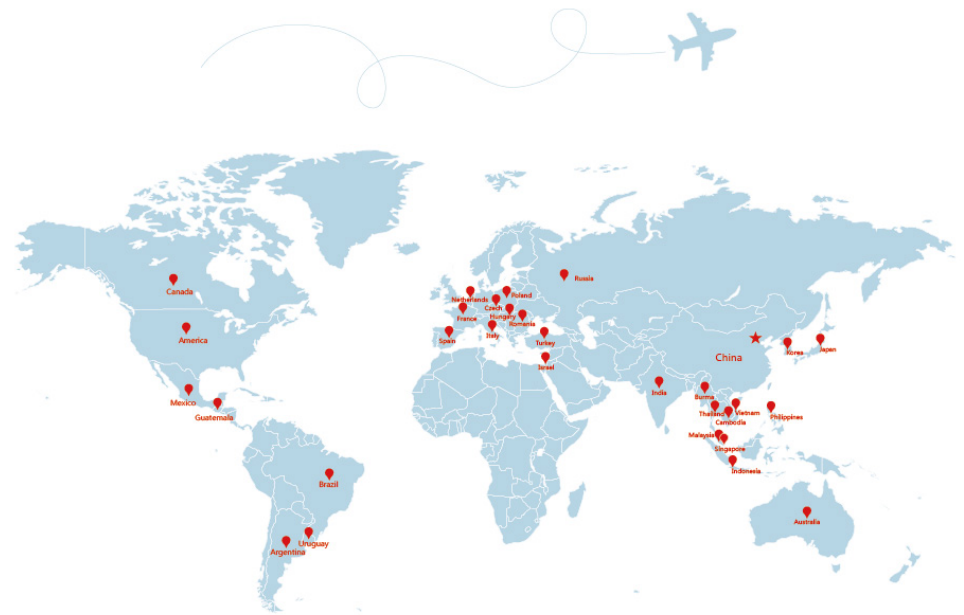 Canada
America
Mexico
Guatemala
Brazil
Uruguay
Argentina
Russia
Netherlands
Poland
Czech
France
Hungary
Romania
Italy
Spain
Turkey
Israel
China
Korea
Japan
India
Burma
Thailand
Vietnam
Cambodia
Philippines
Malaysia
Singapore
Indonesia
Australia